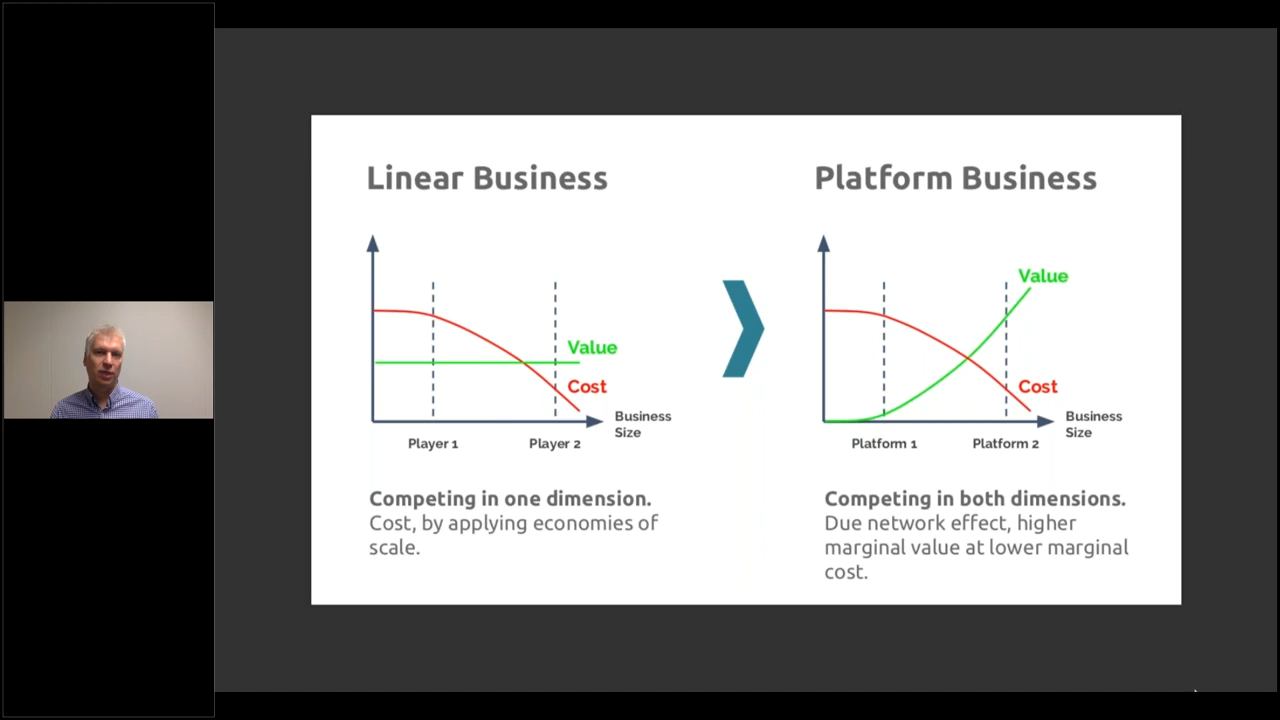 Linear Business
Value
Cost
Business
Size
Player 1
Player 2
Competing in one dimension.
Cost, by applying economies of
scale.
Platform Business
Value
Cost
Business
Size
Platform 1
Platform 2
Competing in both dimensions.
Due network effect, higher
marginal value at lower marginal
cost.